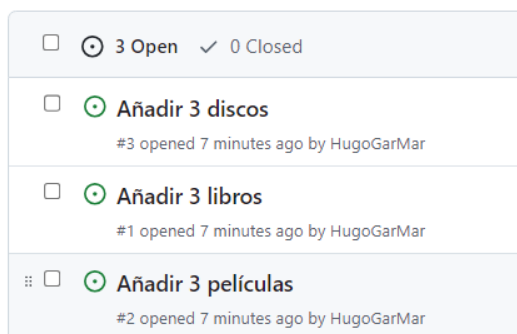 3 Open 0 Closed
Añadir 3 discos
#3 opened 7 minutes ago by HugoGarMar
Añadir 3 libros
#1 opened 7 minutes ago by HugoGarMar
Añadir 3 películas
#2 opened 7 minutes ago by HugoGarMar